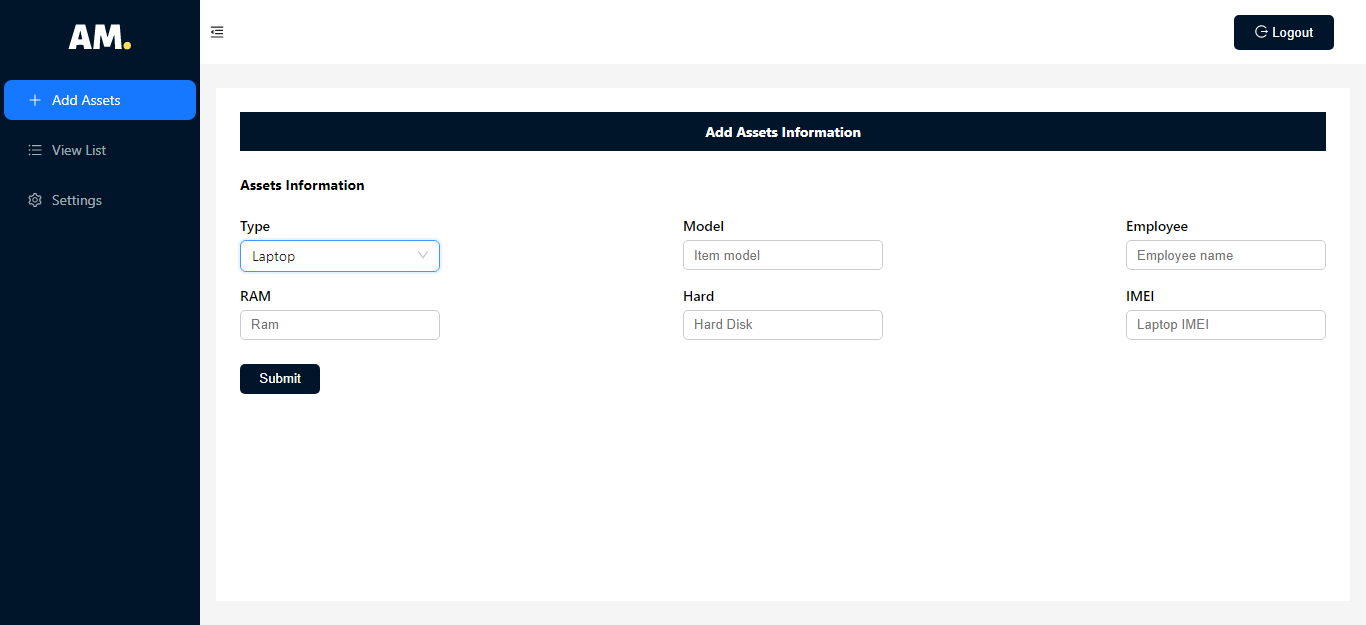 AM.
Logout
Add Assets
View List
Settings
Add Assets Information
Assets Information
Type
Model
Employee
Laptop
Item model
Employee name
RAM
Hard
IMEI
Ram
Hard Disk
Laptop IMEI
Submit